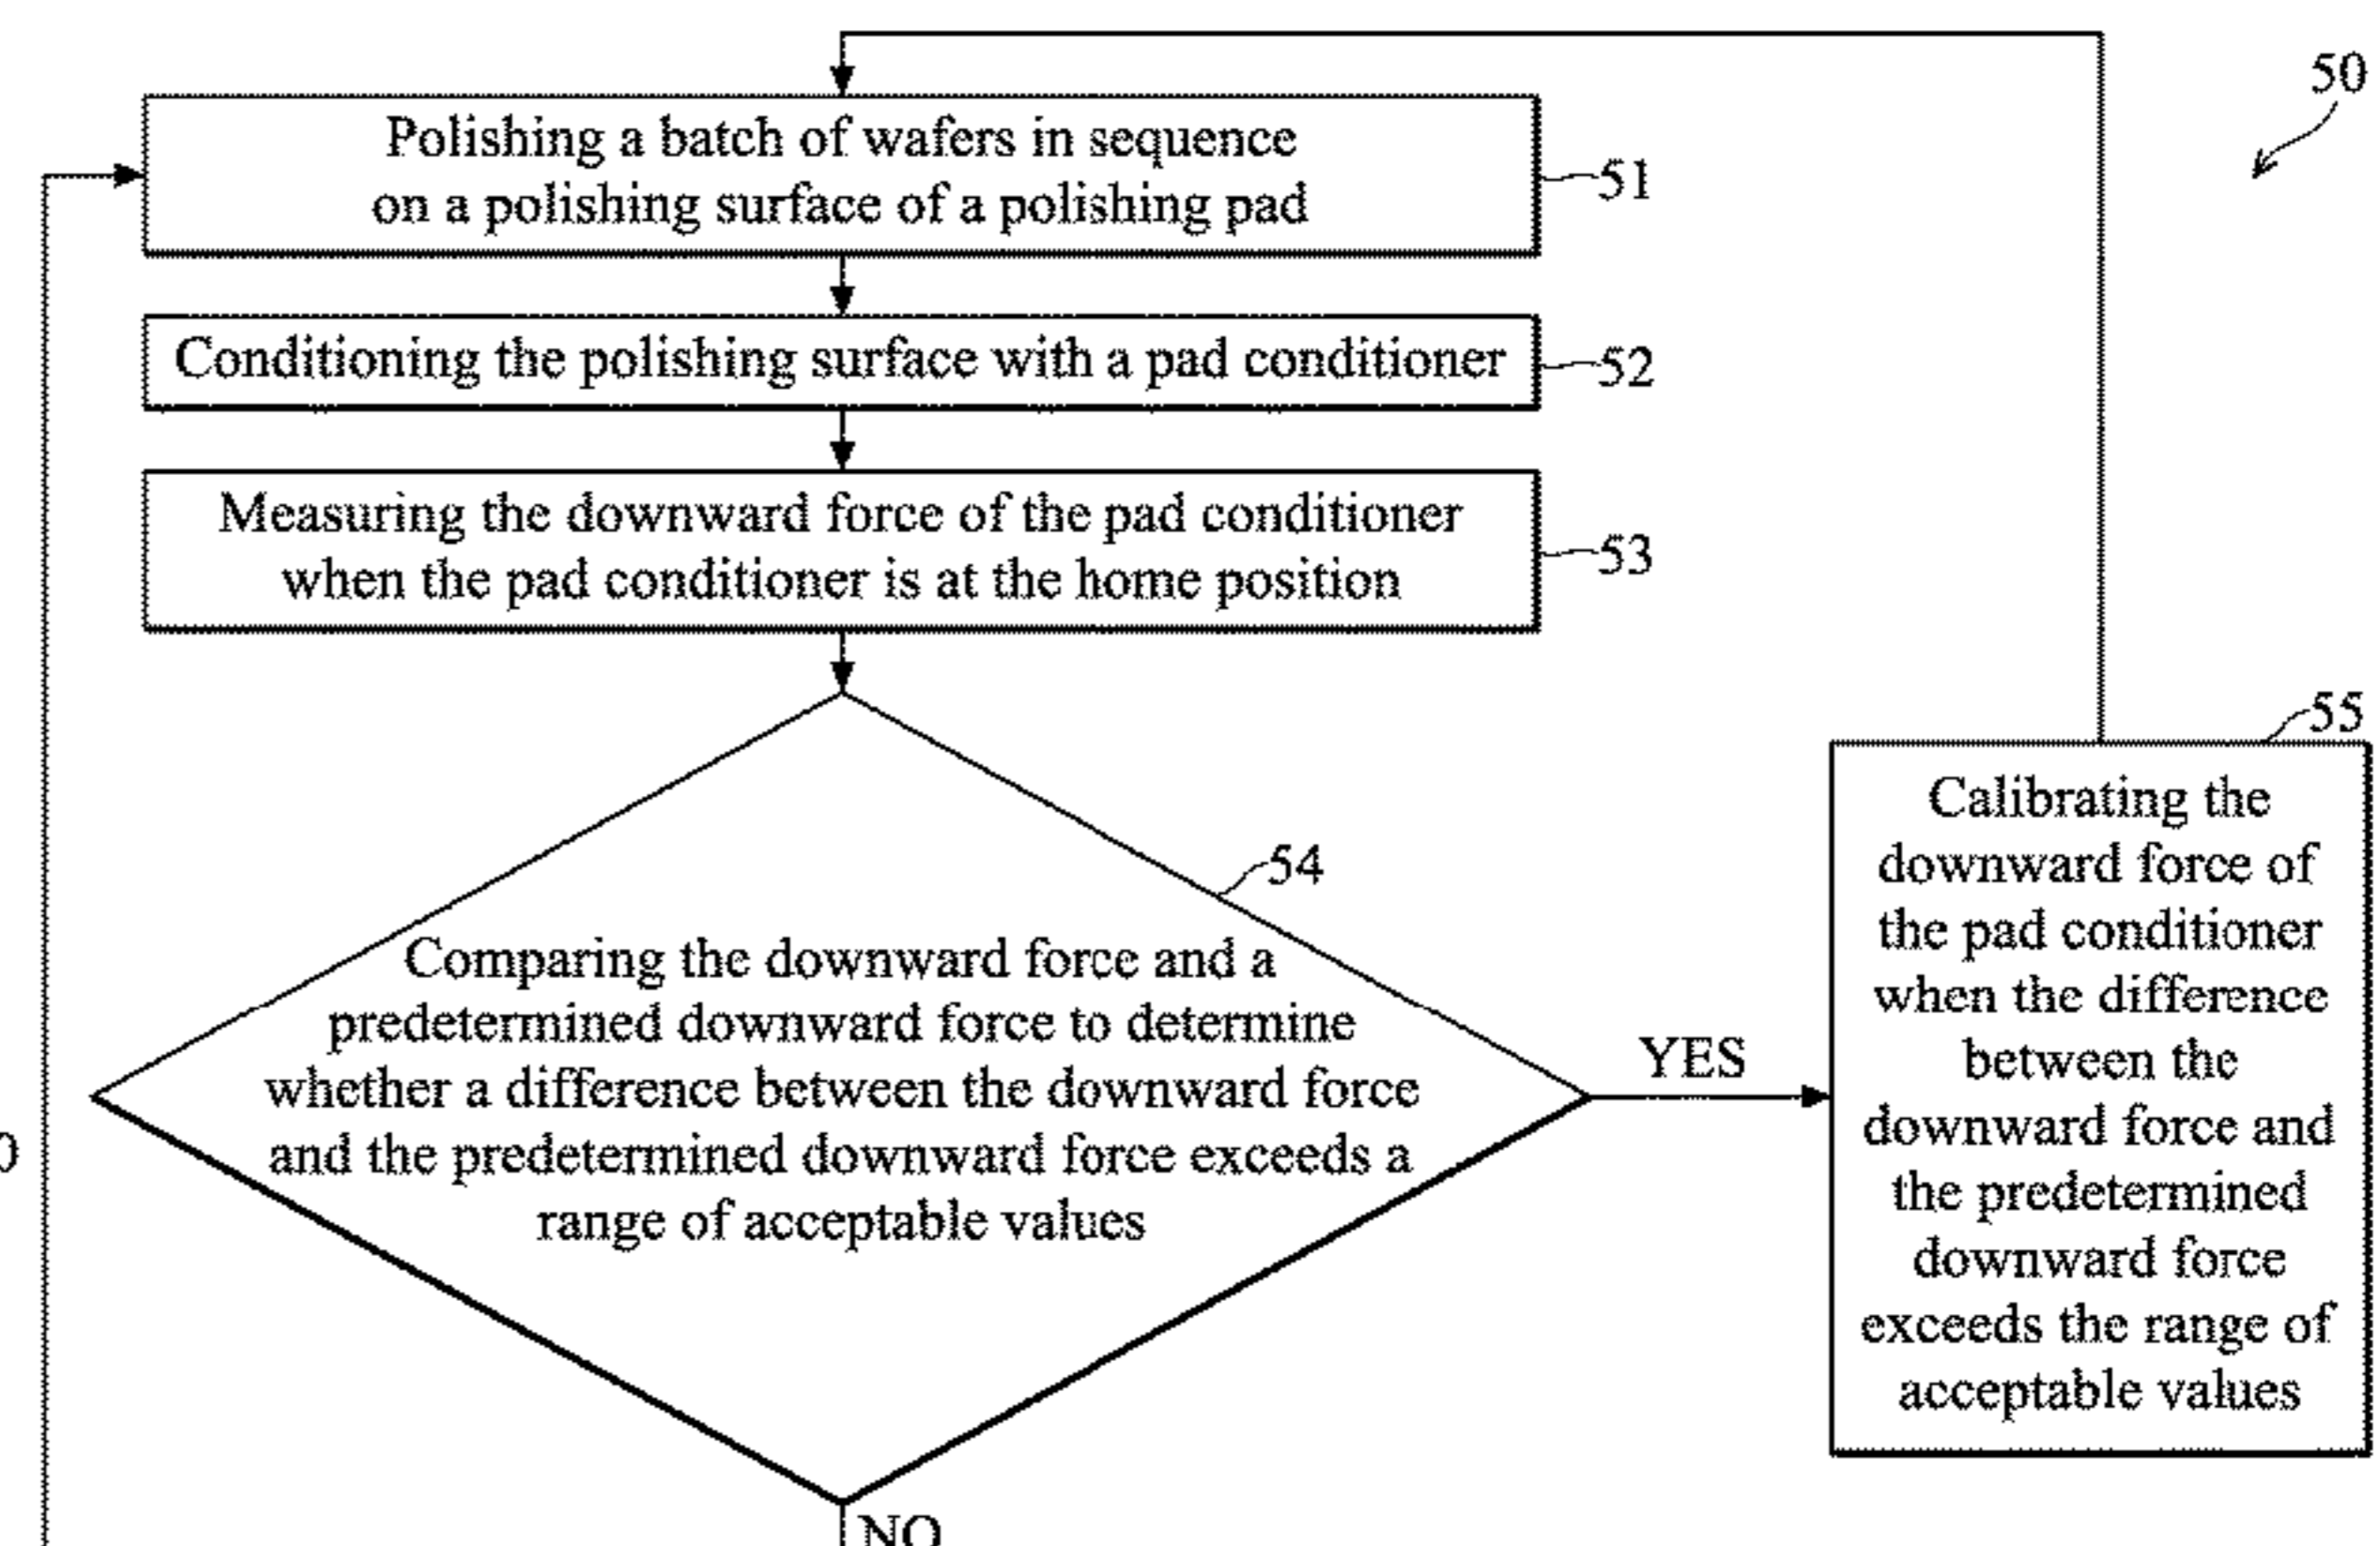 50
Polishing a batch of wafers in sequence
on a polishing surface of a polishing pad
51
Conditioning the polishing surface with a pad conditioner
52
Measuring the downward force of the pad conditioner
when the pad conditioner is at the home position
53
54
Comparing the downward force and a
predetermined downward force to determine
whether a difference between the downward force
and the predetermined downward force exceeds a
range of acceptable values
YES
NO
55
Calibrating the
downward force of
the pad conditioner
when the difference
between the
downward force and
the predetermined
downward force
exceeds the range of
acceptable values